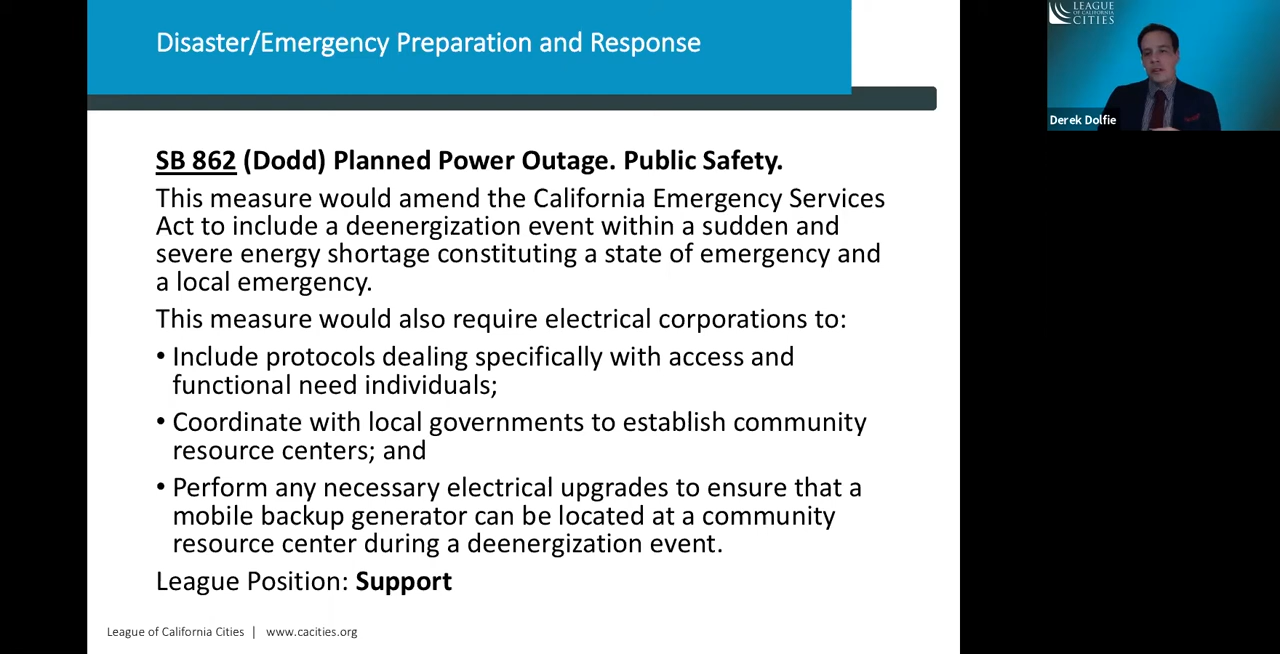 Disaster/Emergency Preparation and Response
SB 862 (Dodd) Planned Power Outage. Public Safety.
This measure would amend the California Emergency Services
Act to include a deenergization event within a sudden and
severe energy shortage constituting a state of emergency and
a local emergency.
This measure would also require electrical corporations to:
• Include protocols dealing specifically with access and
functional need individuals;
• Coordinate with local governments to establish community
resource centers; and
• Perform any necessary electrical upgrades to ensure that a
mobile backup generator can be located at a community
resource center during a deenergization event.
League Position: Support
League of California Cities | www.cacities.org
LEAGUE
OF CALIFORNIA
CITIES
Derek Dolfie